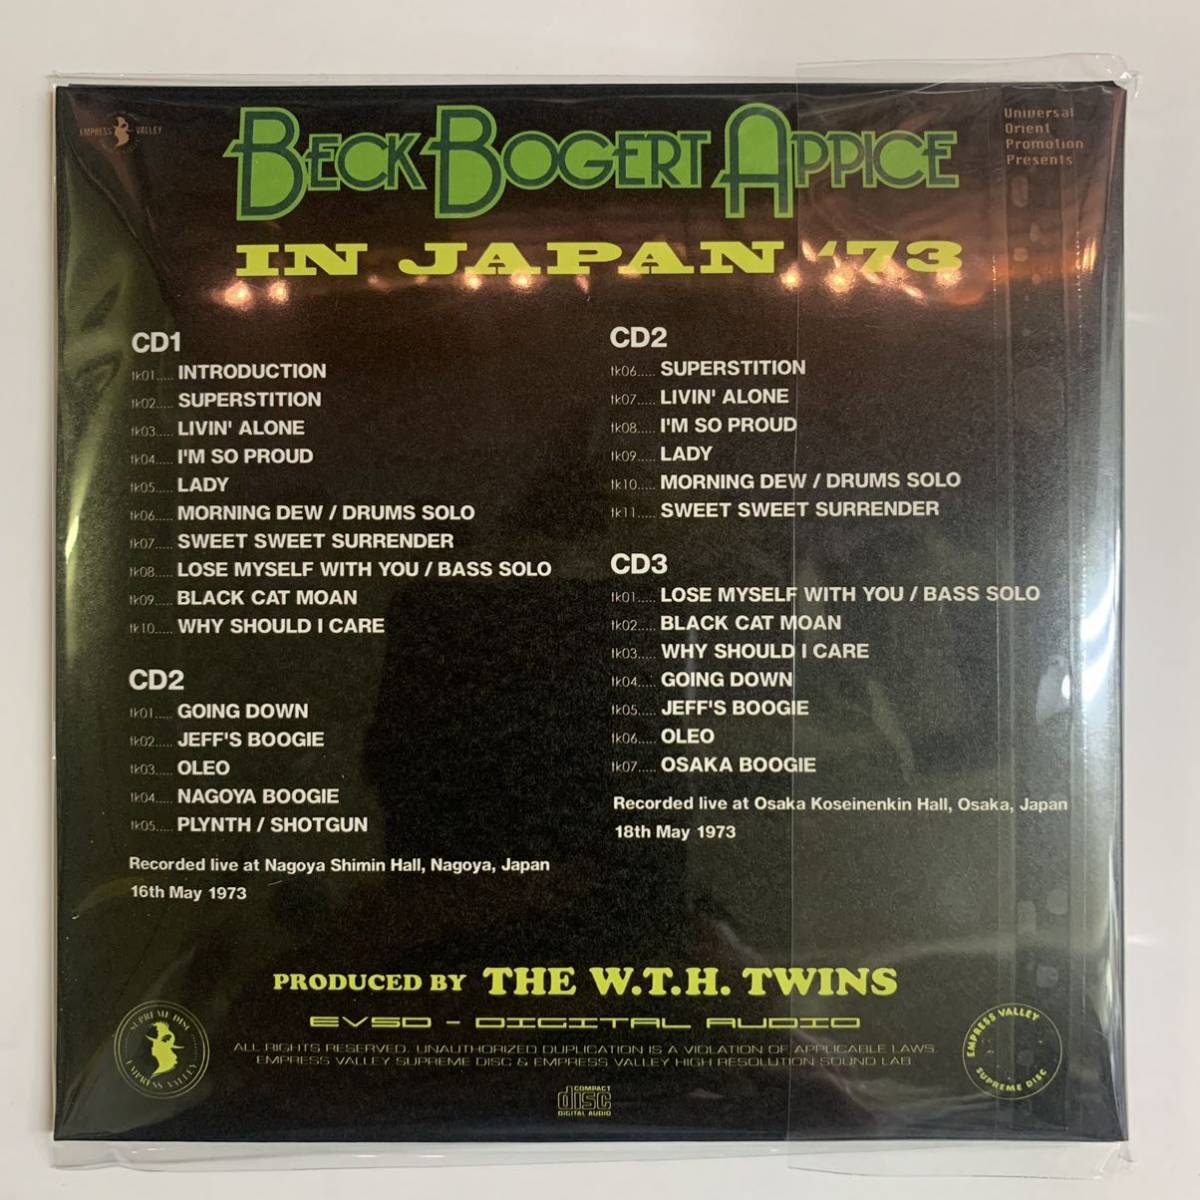 EMPRESS VALLEY
BECK BOGERT APPICE
Universal
Orient
Promotion
Presents
IN JAPAN '73
CD1
tk01..... INTRODUCTION
tk02..... SUPERSTITION
tk03..... LIVIN' ALONE
tk04..... I'M SO PROUD
tk05..... LADY
tk06..... MORNING DEW / DRUMS SOLO
tk07..... SWEET SWEET SURRENDER
tk08..... LOSE MYSELF WITH YOU / BASS SOLO
tk09..... BLACK CAT MOAN
tk10..... WHY SHOULD I CARE
CD2
tk01..... GOING DOWN
tk02..... JEFF'S BOOGIE
tk03..... OLEO
tk04..... NAGOYA BOOGIE
tk05..... PLYNTH / SHOTGUN
Recorded live at Nagoya Shimin Hall, Nagoya, Japan
16th May 1973
CD2
tk06..... SUPERSTITION
tk07..... LIVIN' ALONE
tk08..... I'M SO PROUD
tk09..... LADY
tk10..... MORNING DEW / DRUMS SOLO
tk11..... SWEET SWEET SURRENDER
CD3
tk01..... LOSE MYSELF WITH YOU / BASS SOLO
tk02..... BLACK CAT MOAN
tk03..... WHY SHOULD I CARE
tk04..... GOING DOWN
tk05..... JEFF'S BOOGIE
tk06..... OLEO
tk07..... OSAKA BOOGIE
Recorded live at Osaka Koseinenkin Hall, Osaka, Japan
18th May 1973
PRODUCED BY THE W.T.H. TWINS
EVSD - DIGITAL AUDIO
ALL RIGHTS RESERVED. UNAUTHORIZED DUPLICATION IS A VIOLATION OF APPLICABLE LAWS.
EMPRESS VALLEY SUPREME DISC & EMPRESS VALLEY HIGH RESOLUTION SOUND LAB.
SUPREME DISC
EMPRESS VALLEY
COMPACT
disc
DIGITAL AUDIO
EMPRESS VALLEY
SUPREME DISC